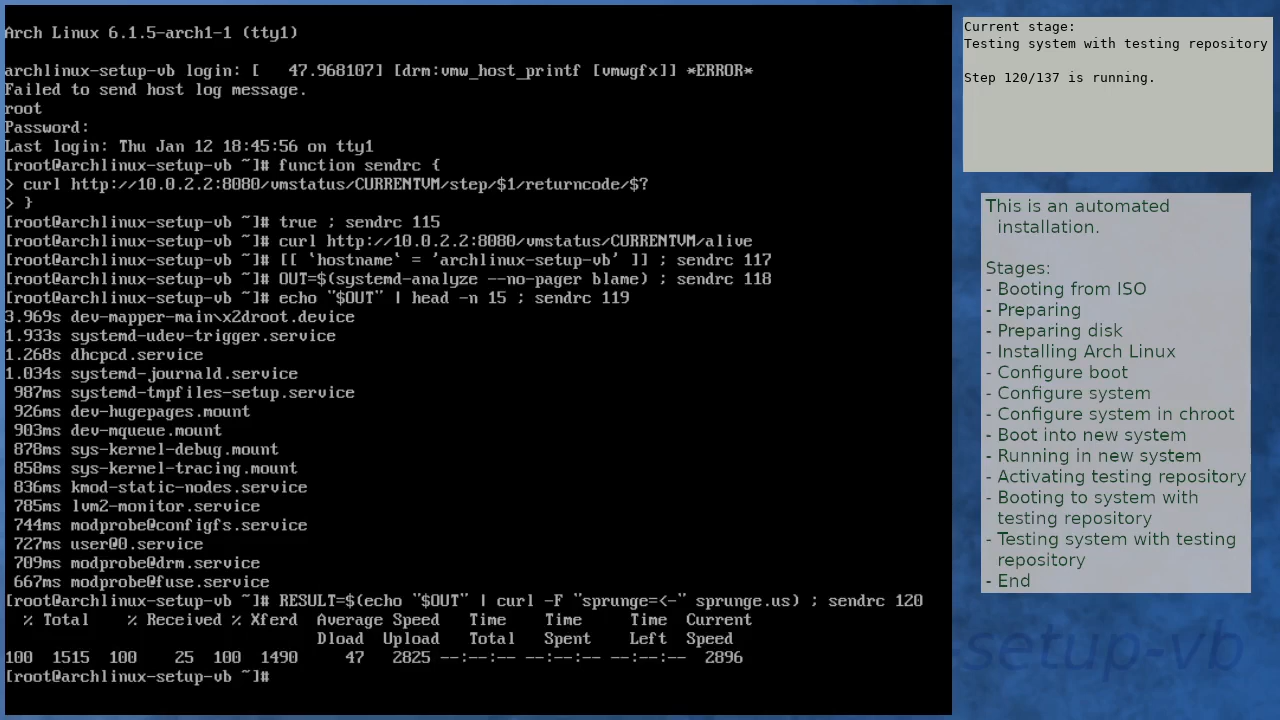 Arch Linux 6.1.5-arch1-1 (tty1)
archlinux-setup-vb login: [   47.968107] [drm:vmw_host_printf [vmwgfx]] *ERROR*
Failed to send host log message.
root
Password:
Last login: Thu Jan 12 18:45:56 on tty1
[root@archlinux-setup-vb ~]# function sendrc {
> curl http://10.0.2.2:8080/vmstatus/CURRENTVM/step/$1/returncode/$?
> }
[root@archlinux-setup-vb ~]# true ; sendrc 115
[root@archlinux-setup-vb ~]# curl http://10.0.2.2:8080/vmstatus/CURRENTVM/alive
[root@archlinux-setup-vb ~]# [[ `hostname` = 'archlinux-setup-vb' ]] ; sendrc 117
[root@archlinux-setup-vb ~]# OUT=$(systemd-analyze --no-pager blame) ; sendrc 118
[root@archlinux-setup-vb ~]# echo "$OUT" | head -n 15 ; sendrc 119
3.969s dev-mapper-main\x2droot.device
1.933s systemd-udev-trigger.service
1.268s dhcpcd.service
1.034s systemd-journald.service
 987ms systemd-tmpfiles-setup.service
 926ms dev-hugepages.mount
 903ms dev-mqueue.mount
 878ms sys-kernel-debug.mount
 858ms sys-kernel-tracing.mount
 836ms kmod-static-nodes.service
 785ms lvm2-monitor.service
 744ms modprobe@configfs.service
 727ms user@0.service
 709ms modprobe@drm.service
 667ms modprobe@fuse.service
[root@archlinux-setup-vb ~]# RESULT=$(echo "$OUT" | curl -F "sprunge=<-" sprunge.us) ; sendrc 120
  % Total    % Received % Xferd  Average Speed   Time    Time     Time  Current
                                 Dload  Upload   Total   Spent    Left  Speed
100  1515  100    25  100  1490     47   2825 --:--:-- --:--:-- --:--:--  2896
[root@archlinux-setup-vb ~]#
Current stage:
Testing system with testing repository
Step 120/137 is running.
This is an automated
installation.
Stages:
- Booting from ISO
- Preparing
- Preparing disk
- Installing Arch Linux
- Configure boot
- Configure system
- Configure system in chroot
- Boot into new system
- Running in new system
- Activating testing repository
- Booting to system with
testing repository
- Testing system with testing
repository
- End
-setup-vb